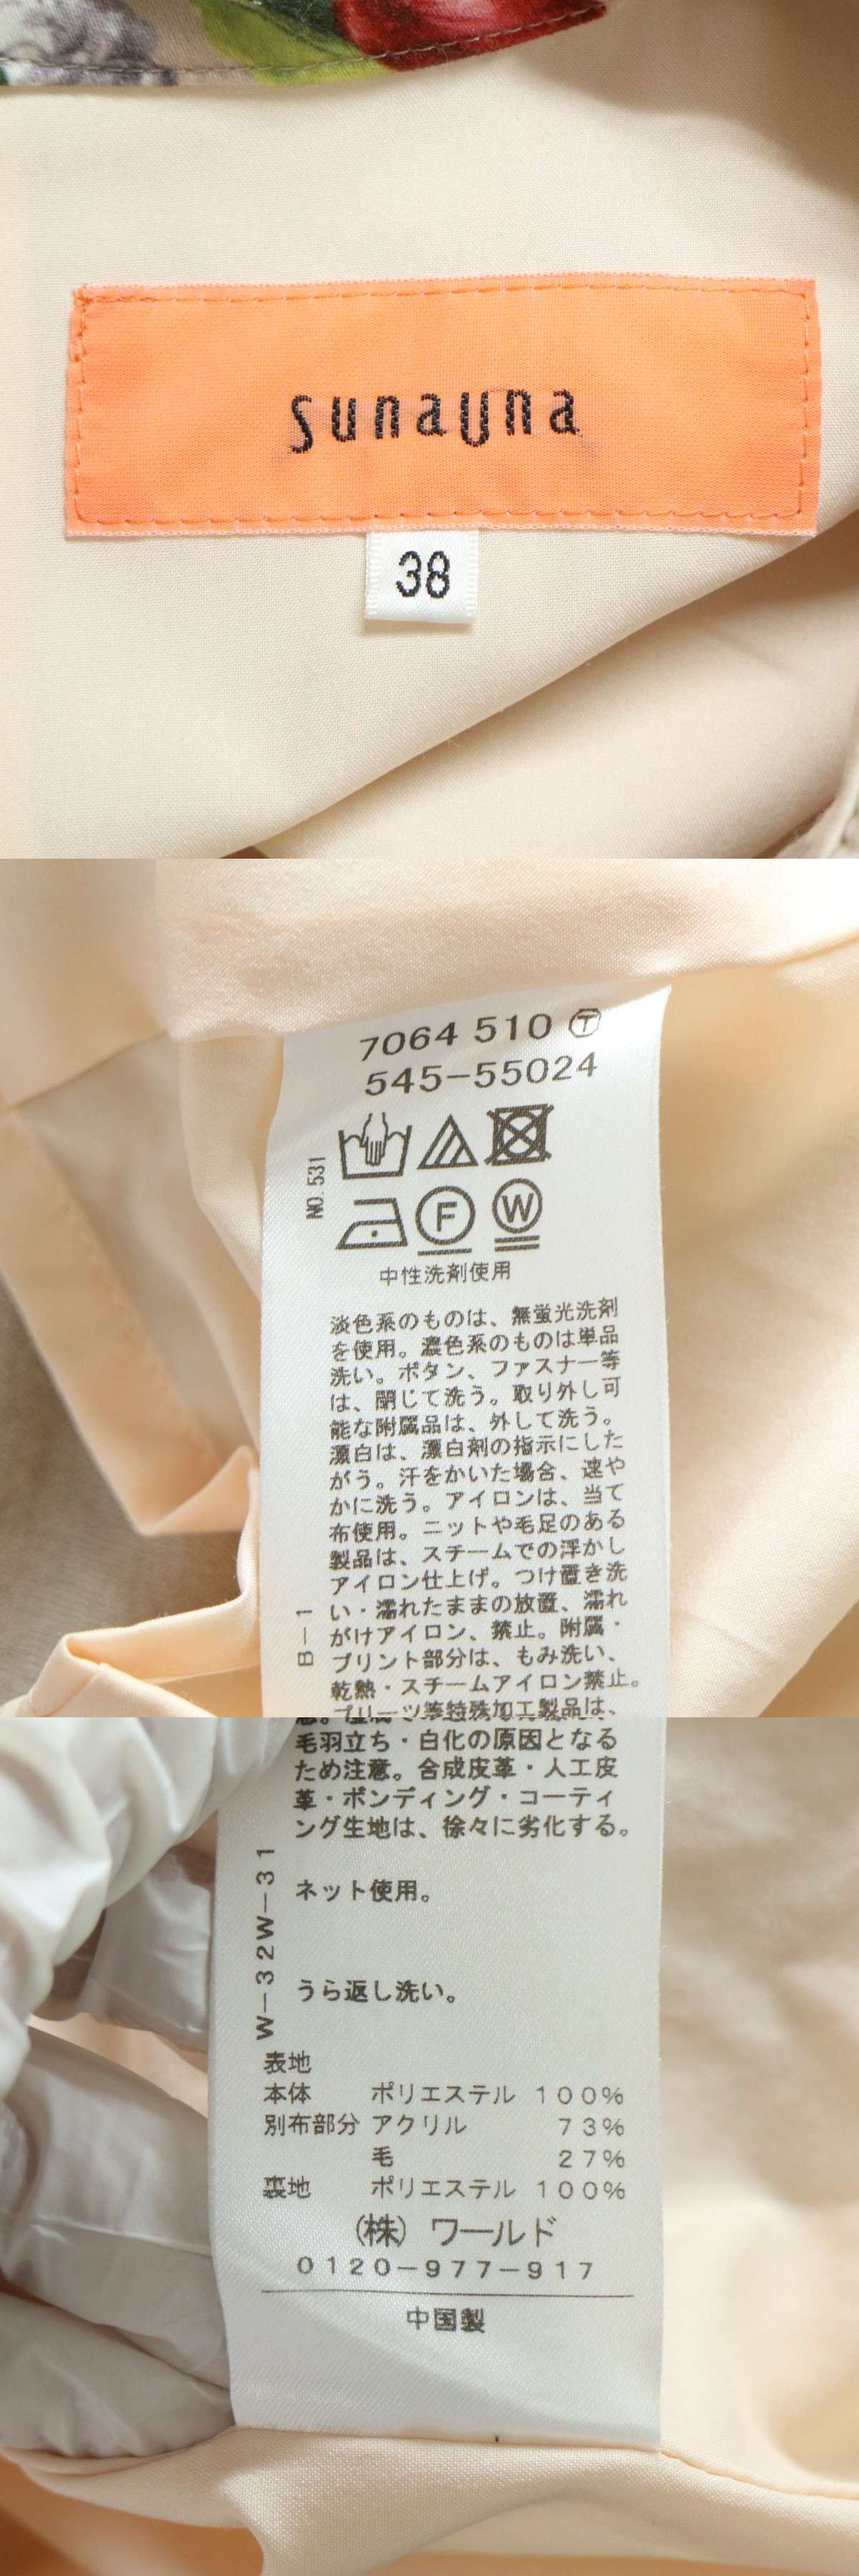 sunauna
38
7064 510 Ⓣ
545-55024
NO.531
F
W
中性洗剤使用
淡色系のものは、無蛍光洗剤
を使用。濃色系のものは単品
洗い。ボタン、ファスナー等
は、閉じて洗う。取り外し可
能な附属品は、外して洗う。
漂白は、漂白剤の指示にした
がう。汗をかいた場合、速や
かに洗う。アイロンは、当て
布使用。ニットや毛足のある
製品は、スチームでの浮かし
アイロン仕上げ。つけ置き洗
い・濡れたままの放置、濡れ
がけアイロン、禁止。附属・
プリント部分は、もみ洗い、
乾熱・スチームアイロン禁止。
プリーツ等特殊加工製品は、
B-1
毛羽立ち・白化の原因となる
ため注意。合成皮革・人工皮
革・ボンディング・コーティ
ング生地は、徐々に劣化する。
ネット使用。
うら返し洗い。
W-32W-31
表地
本体 ポリエステル 100%
別布部分 アクリル 73%
毛 27%
裏地 ポリエステル 100%
(株) ワールド
0120-977-917
中国製